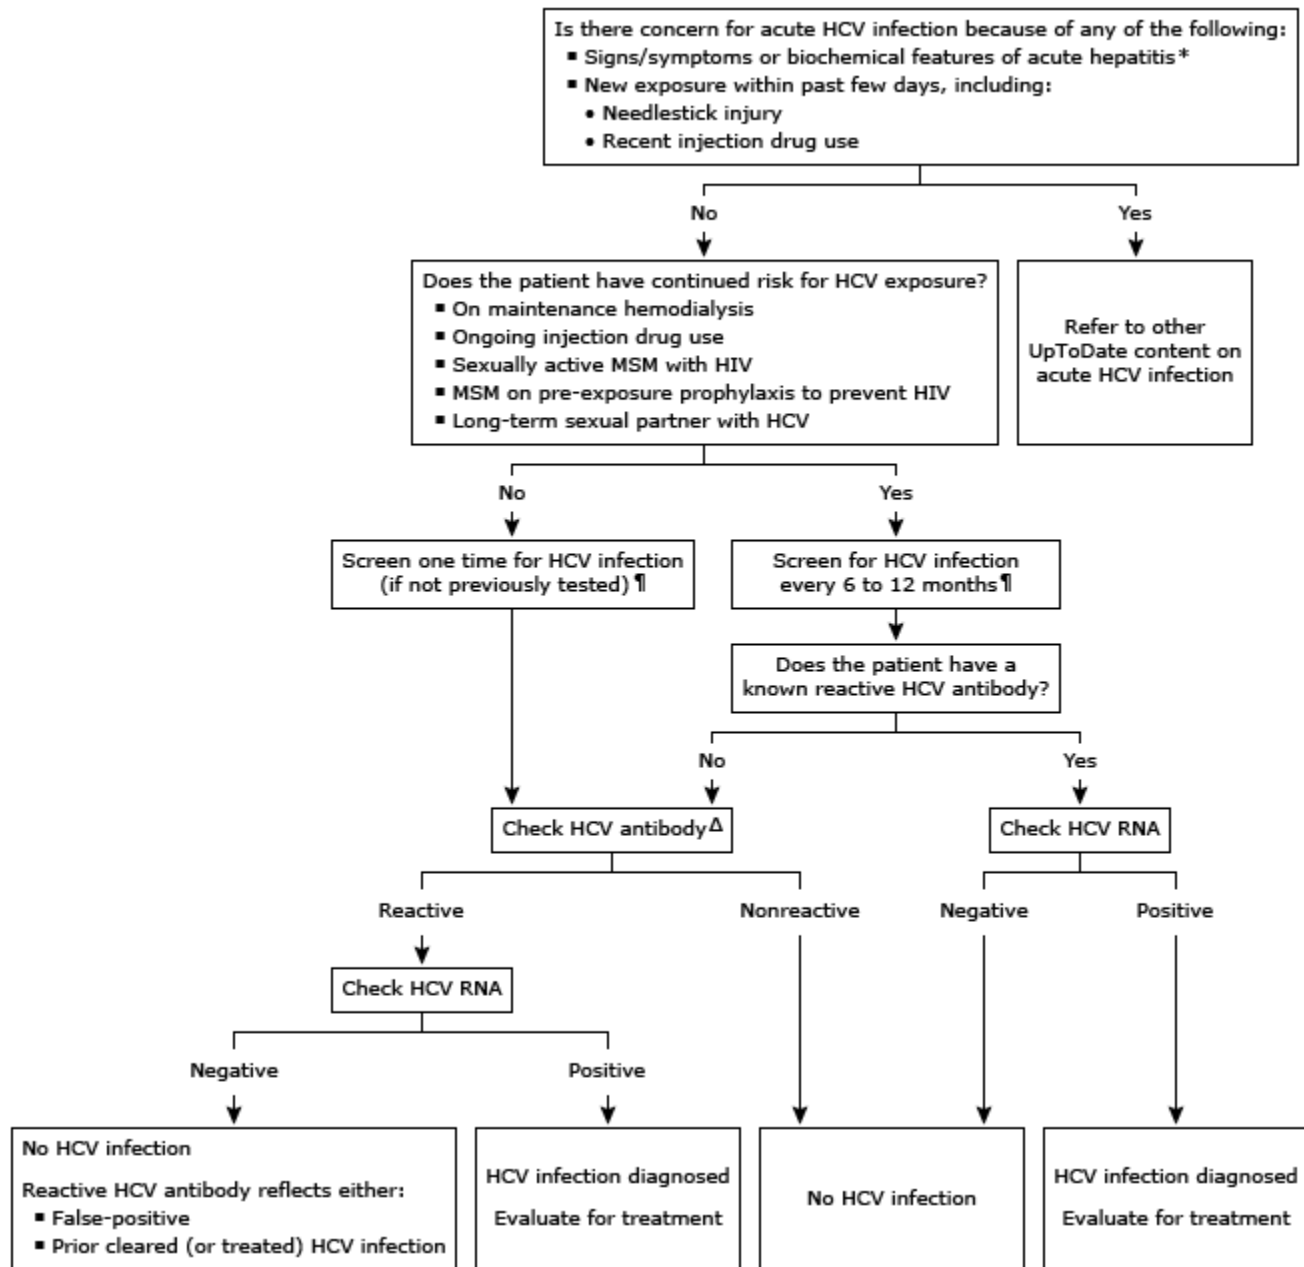 Is there concern for acute HCV infection because of any of the following:
▪ Signs/symptoms or biochemical features of acute hepatitis*
▪ New exposure within past few days, including:
• Needlestick injury
• Recent injection drug use
No
Yes
Does the patient have continued risk for HCV exposure?
▪ On maintenance hemodialysis
▪ Ongoing injection drug use
▪ Sexually active MSM with HIV
▪ MSM on pre-exposure prophylaxis to prevent HIV
▪ Long-term sexual partner with HCV
Refer to other
UpToDate content on
acute HCV infection
No
Yes
Screen one time for HCV infection
(if not previously tested)¶
Screen for HCV infection
every 6 to 12 months¶
Does the patient have a
known reactive HCV antibody?
No
Yes
Check HCV antibodyΔ
Check HCV RNA
Reactive
Nonreactive
Negative
Positive
Check HCV RNA
Negative
Positive
No HCV infection
Reactive HCV antibody reflects either:
▪ False-positive
▪ Prior cleared (or treated) HCV infection
HCV infection diagnosed
Evaluate for treatment
No HCV infection
HCV infection diagnosed
Evaluate for treatment